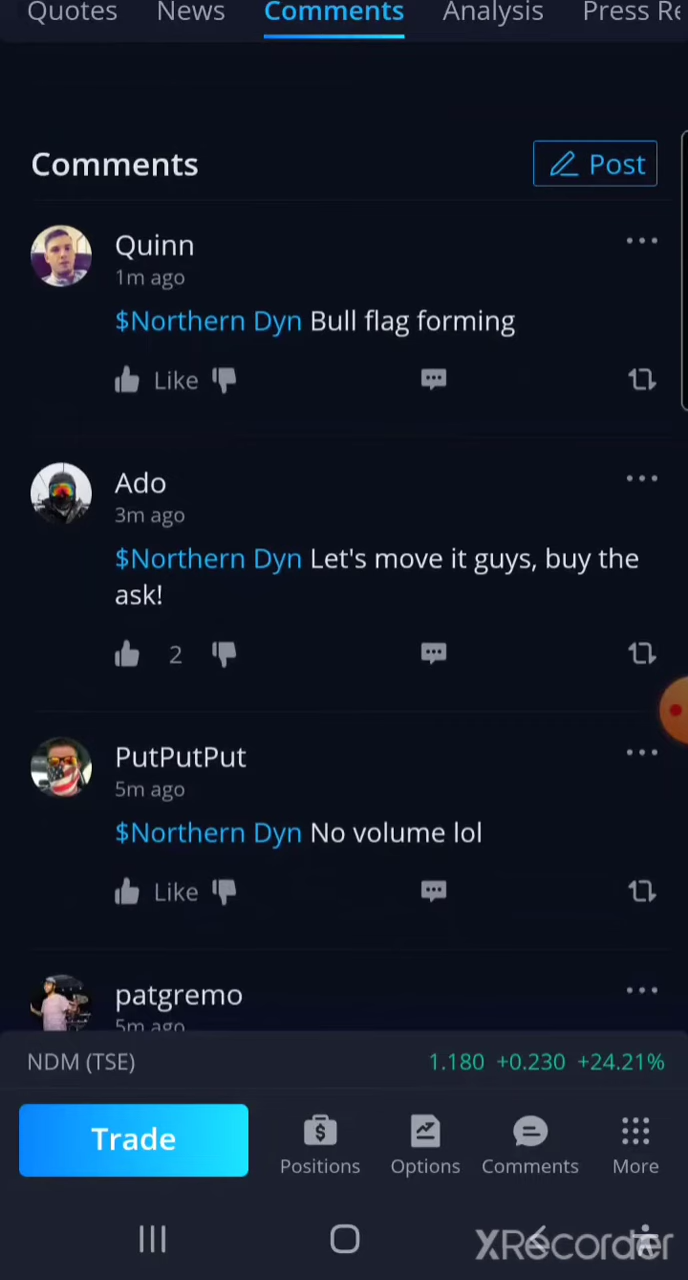 Quotes News Comments Analysis Press Re
Comments
Post
Quinn
1m ago
$Northern Dyn Bull flag forming
Like
Ado
3m ago
$Northern Dyn Let's move it guys, buy the
ask!
2
PutPutPut
5m ago
$Northern Dyn No volume lol
Like
patgremo
5m ago
NDM (TSE) 1.180 +0.230 +24.21%
Trade
Positions Options Comments More
XRecorder